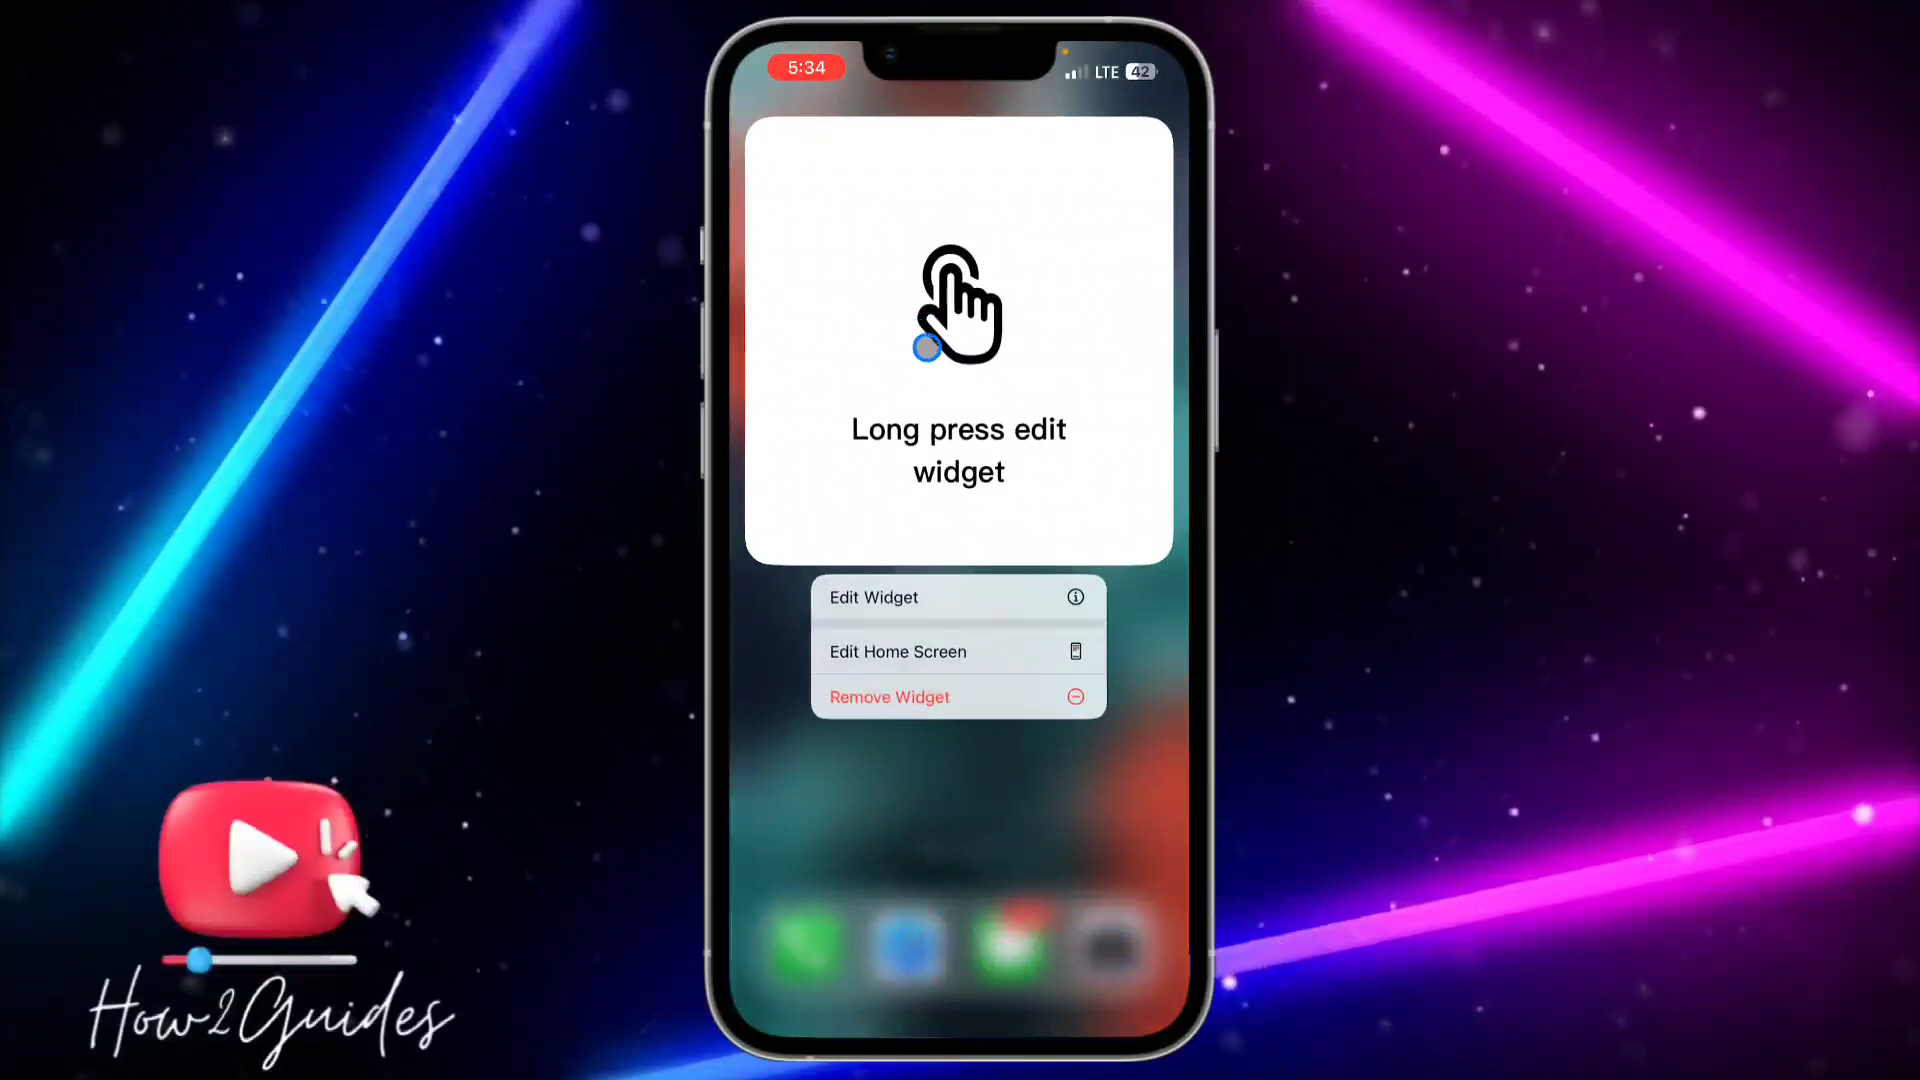 5:34
LTE 42
Long press edit
widget
Edit Widget
Edit Home Screen
Remove Widget
How2Guides